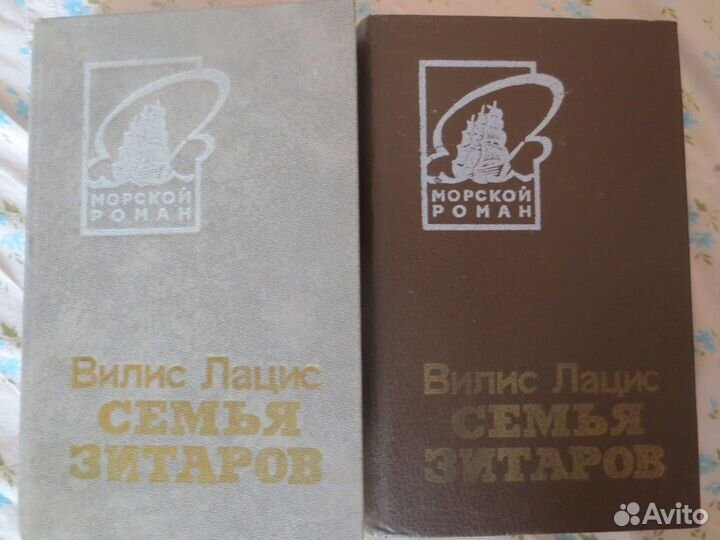 МОРСКОЙ
РОМАН
Вилис Лацис
СЕМЬЯ
ЗИТАРОВ
МОРСКОЙ
РОМАН
Вилис Лацис
СЕМЬЯ
ЗИТАРОВ
Avito